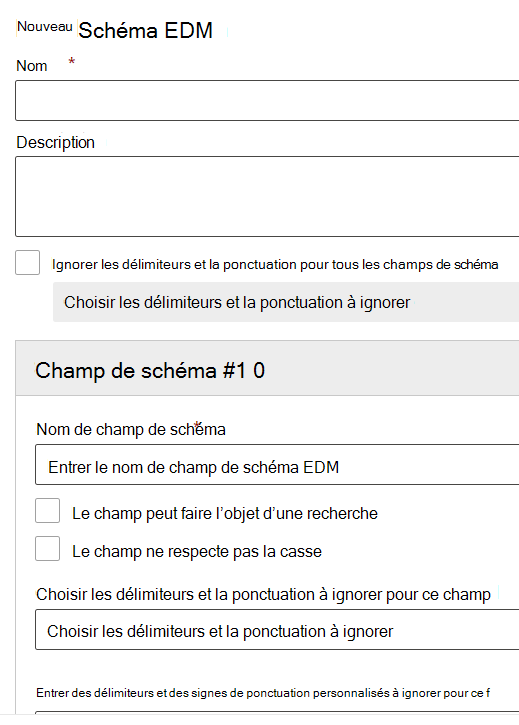 Nouveau Schéma EDM
Nom *
Description
Ignorer les délimiteurs et la ponctuation pour tous les champs de schéma
Choisir les délimiteurs et la ponctuation à ignorer
Champ de schéma #1 0
Nom de champ de schéma *
Entrer le nom de champ de schéma EDM
Le champ peut faire l’objet d’une recherche
Le champ ne respecte pas la casse
Choisir les délimiteurs et la ponctuation à ignorer pour ce champ
Choisir les délimiteurs et la ponctuation à ignorer
Entrer des délimiteurs et des signes de ponctuation personnalisés à ignorer pour ce f